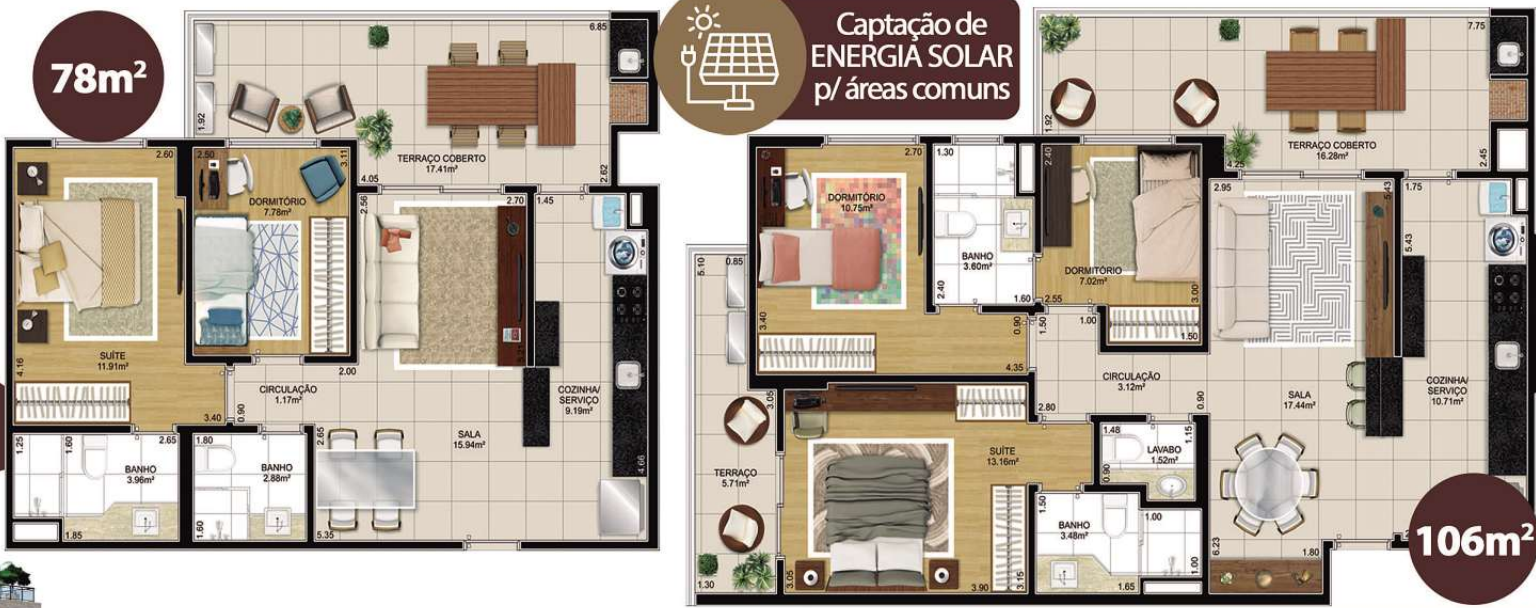 78m²
6.85
1.92
TERRAÇO COBERTO
17.41m²
4.05
2.62
2.60
2.50
3.11
DORMITÓRIO
7.78m²
2.56
2.70
1.45
SUÍTE
11.91m²
4.16
3.40
0.90
CIRCULAÇÃO
1.17m²
2.00
COZINHA/
SERVIÇO
9.19m²
4.66
SALA
15.94m²
2.65
5.35
1.25
1.60
2.65
BANHO
3.96m²
1.85
1.80
BANHO
2.88m²
1.60
Captação de
ENERGIA SOLAR
p/ áreas comuns
7.75
1.92
TERRAÇO COBERTO
16.28m²
4.25
2.45
2.70
DORMITÓRIO
10.75m²
3.40
4.35
0.90
1.30
BANHO
3.60m²
2.40
1.60
2.40
DORMITÓRIO
7.02m²
2.55
3.00
1.50
1.00
1.50
2.95
5.43
1.75
5.43
5.10
0.85
CIRCULAÇÃO
3.12m²
2.80
0.90
SALA
17.44m²
COZINHA/
SERVIÇO
10.71m²
3.05
TERRAÇO
5.71m²
1.30
SUÍTE
13.16m²
3.05
3.90
3.15
1.48
1.15
LAVABO
1.52m²
0.90
1.50
BANHO
3.48m²
1.00
1.00
1.65
6.23
1.80
106m²